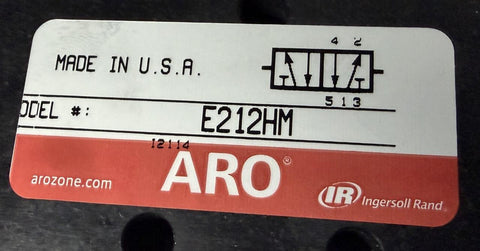 MADE IN U.S.A.
4 2
5 1 3
ODEL #: E212HM
12114
ARO®
arozone.com
IR Ingersoll Rand